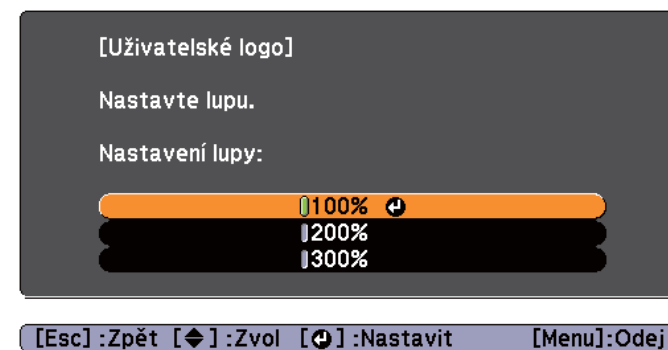 [Uživatelské logo]
Nastavte lupu.
Nastavení lupy:
100%
200%
300%
[Esc] :Zpět [◆] :Zvol [⏎] :Nastavit [Menu]:Odej